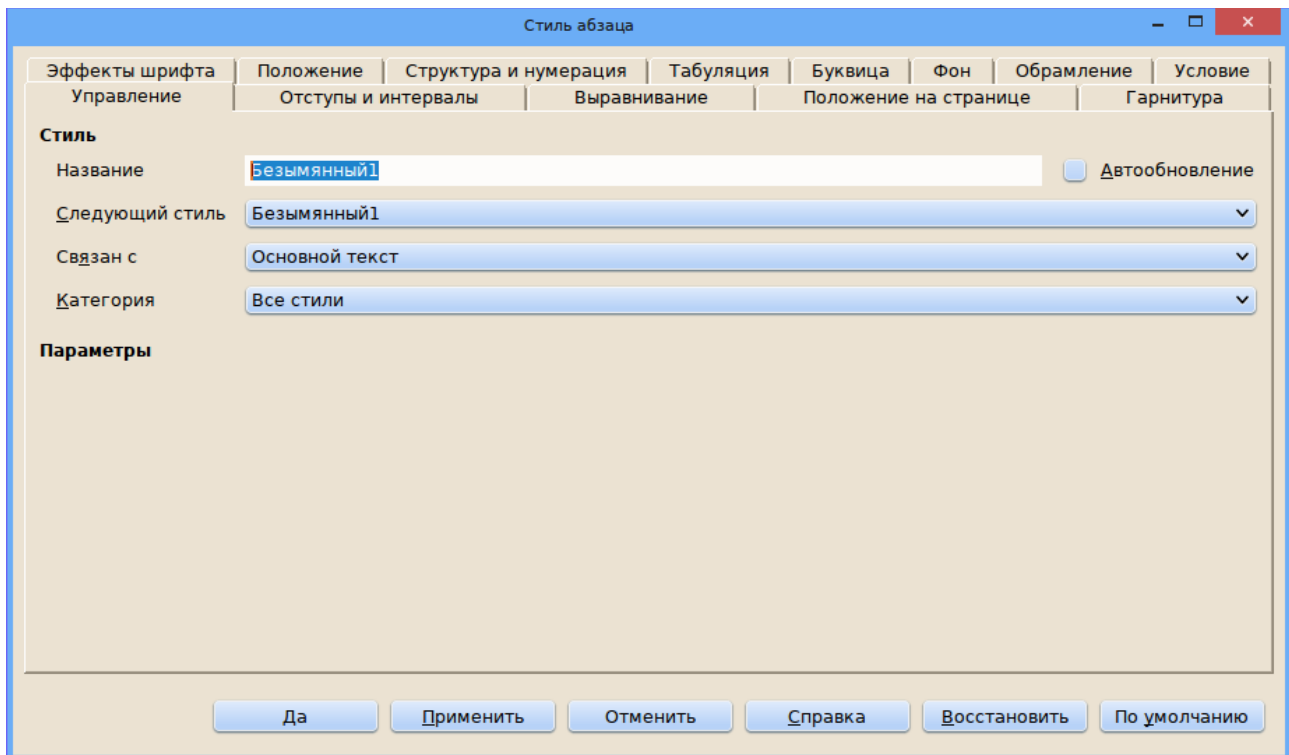 Стиль абзаца
Эффекты шрифта Положение Структура и нумерация Табуляция Буквица Фон Обрамление Условие
Управление Отступы и интервалы Выравнивание Положение на странице Гарнитура
Стиль
Название Безымянный1 Автообновление
Следующий стиль Безымянный1
Связан с Основной текст
Категория Все стили
Параметры
Да Применить Отменить Справка Восстановить По умолчанию